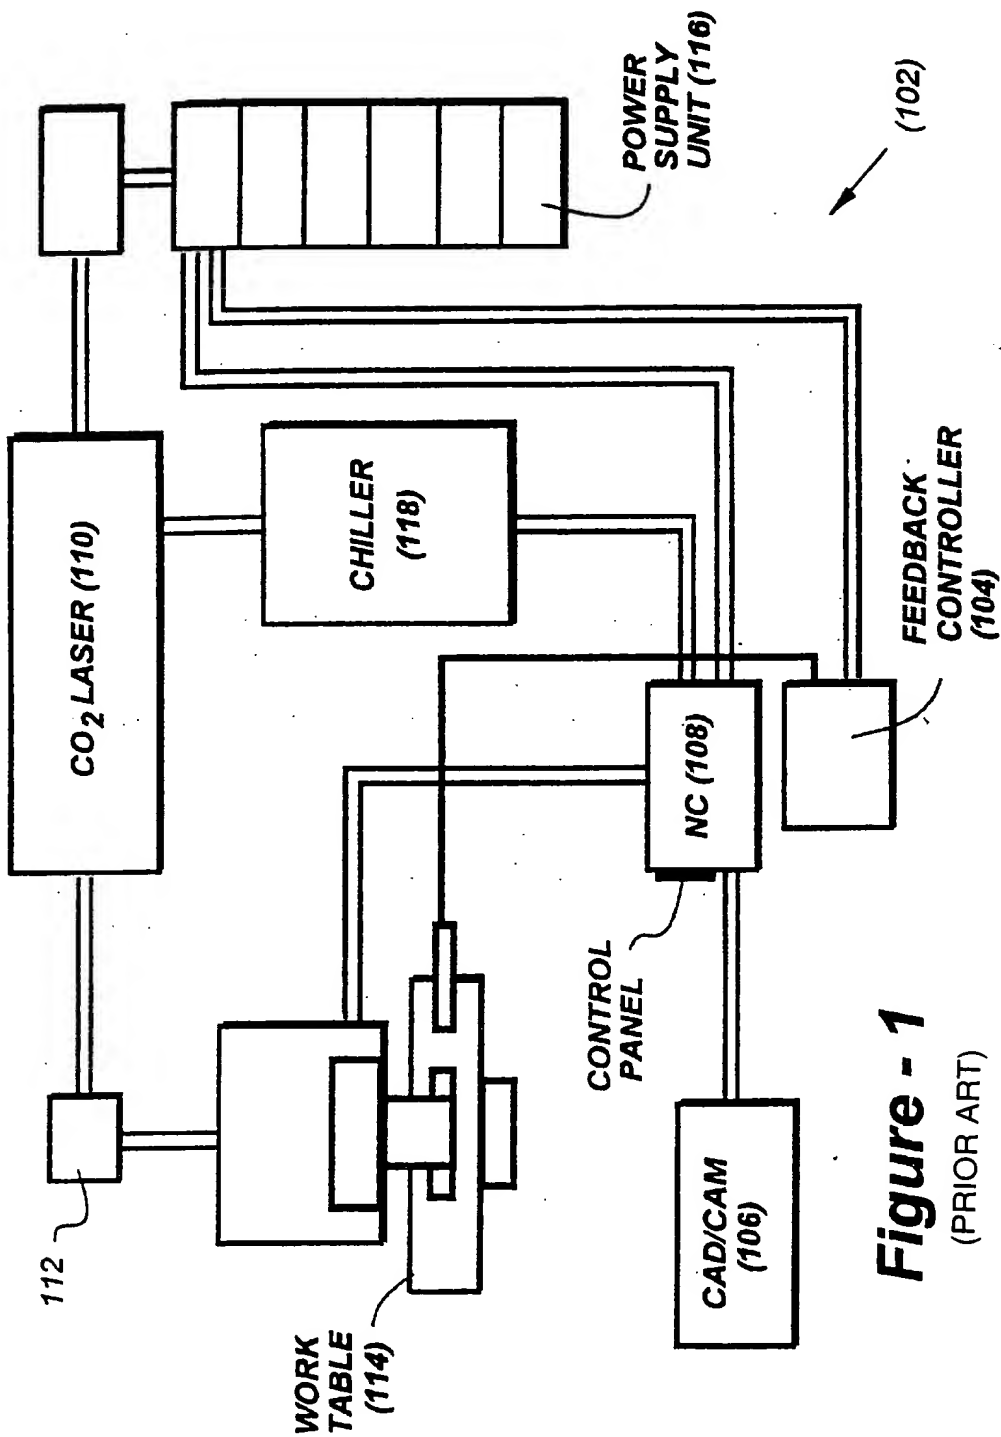 112
CO2 LASER (110)
CHILLER
(118)
POWER
SUPPLY
UNIT (116)
(102)
WORK
TABLE
(114)
CONTROL
PANEL
NC (108)
CAD/CAM
(106)
FEEDBACK
CONTROLLER
(104)
Figure - 1
(PRIOR ART)